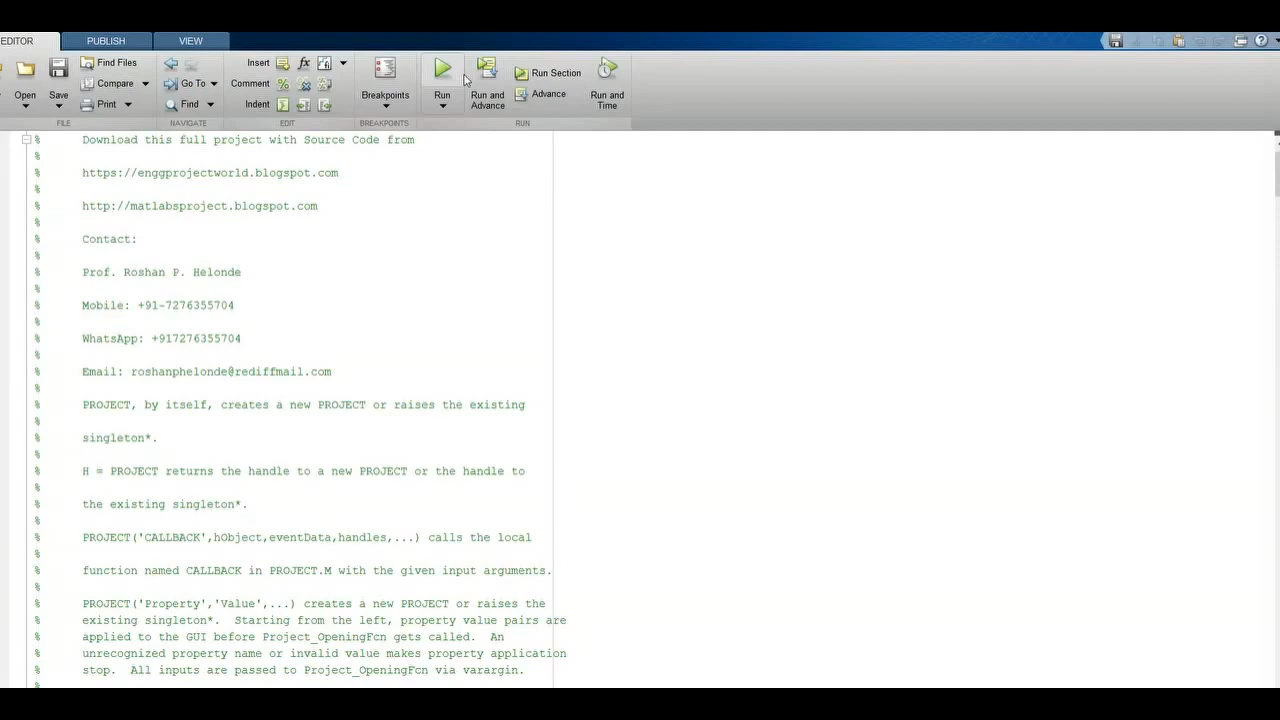 EDITOR PUBLISH VIEW
Find Files Insert fx
Compare Go To Comment Breakpoints Run Run and Advance Run Section Run and Time
Open Save Print Find Indent Advance
FILE NAVIGATE EDIT BREAKPOINTS RUN
% Download this full project with Source Code from
%
% https://enggprojectworld.blogspot.com
%
% http://matlabsproject.blogspot.com
%
% Contact:
%
% Prof. Roshan P. Helonde
%
% Mobile: +91-7276355704
%
% WhatsApp: +917276355704
%
% Email: roshanphelonde@rediffmail.com
%
% PROJECT, by itself, creates a new PROJECT or raises the existing
%
% singleton*.
%
% H = PROJECT returns the handle to a new PROJECT or the handle to
%
% the existing singleton*.
%
% PROJECT('CALLBACK',hObject,eventData,handles,...) calls the local
%
% function named CALLBACK in PROJECT.M with the given input arguments.
%
% PROJECT('Property','Value',...) creates a new PROJECT or raises the
% existing singleton*. Starting from the left, property value pairs are
% applied to the GUI before Project_OpeningFcn gets called. An
% unrecognized property name or invalid value makes property application
% stop. All inputs are passed to Project_OpeningFcn via varargin.
%